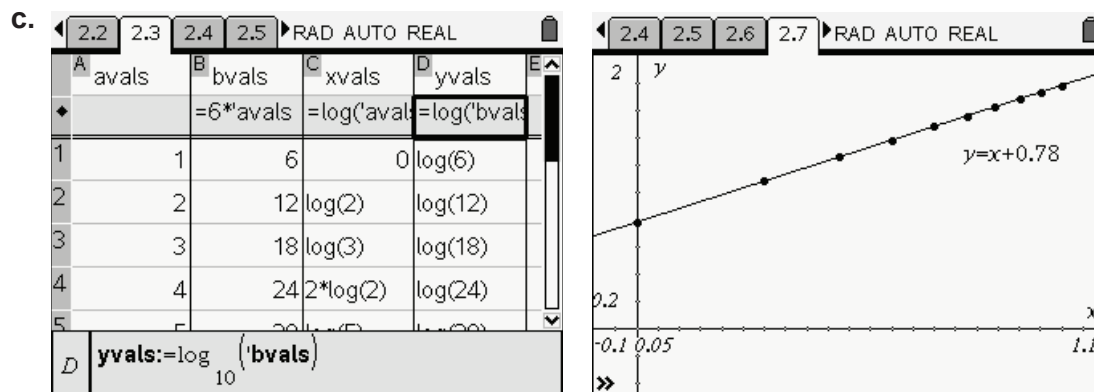 c.
2.2 2.3 2.4 2.5 RAD AUTO REAL
A avals B bvals C xvals D yvals E
◆ =6*'avals =log('aval =log('bvals
1 1 6 0 log(6)
2 2 12 log(2) log(12)
3 3 18 log(3) log(18)
4 4 24 2*log(2) log(24)
5
D yvals:=log10('bvals)
2.4 2.5 2.6 2.7 RAD AUTO REAL
2 y
y=x+0.78
0.2
x
-0.1 0.05 1.1
»